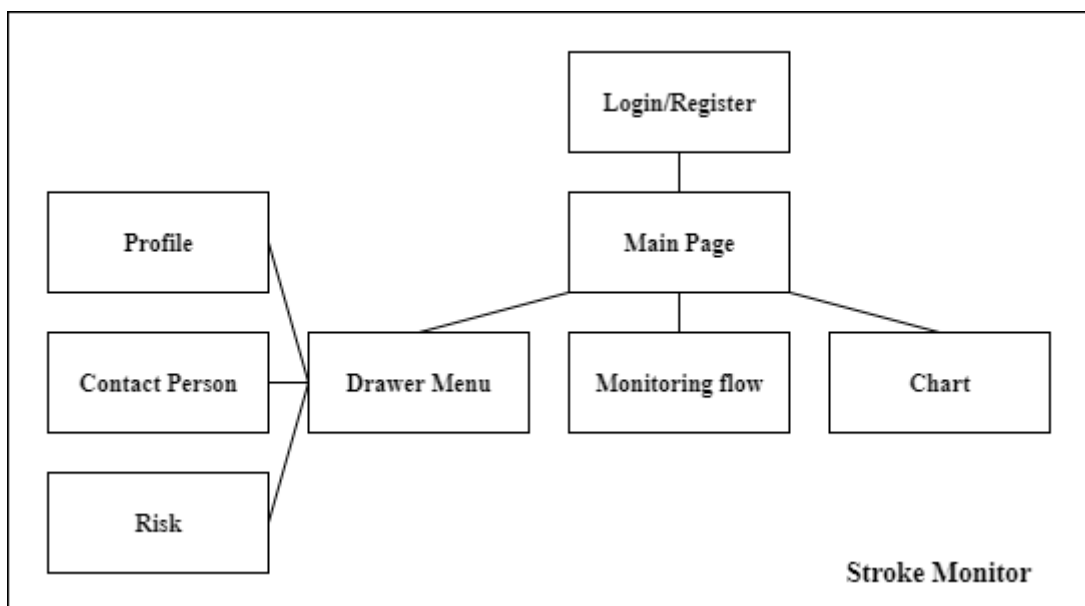 Login/Register
Profile
Main Page
Contact Person
Drawer Menu
Monitoring flow
Chart
Risk
Stroke Monitor